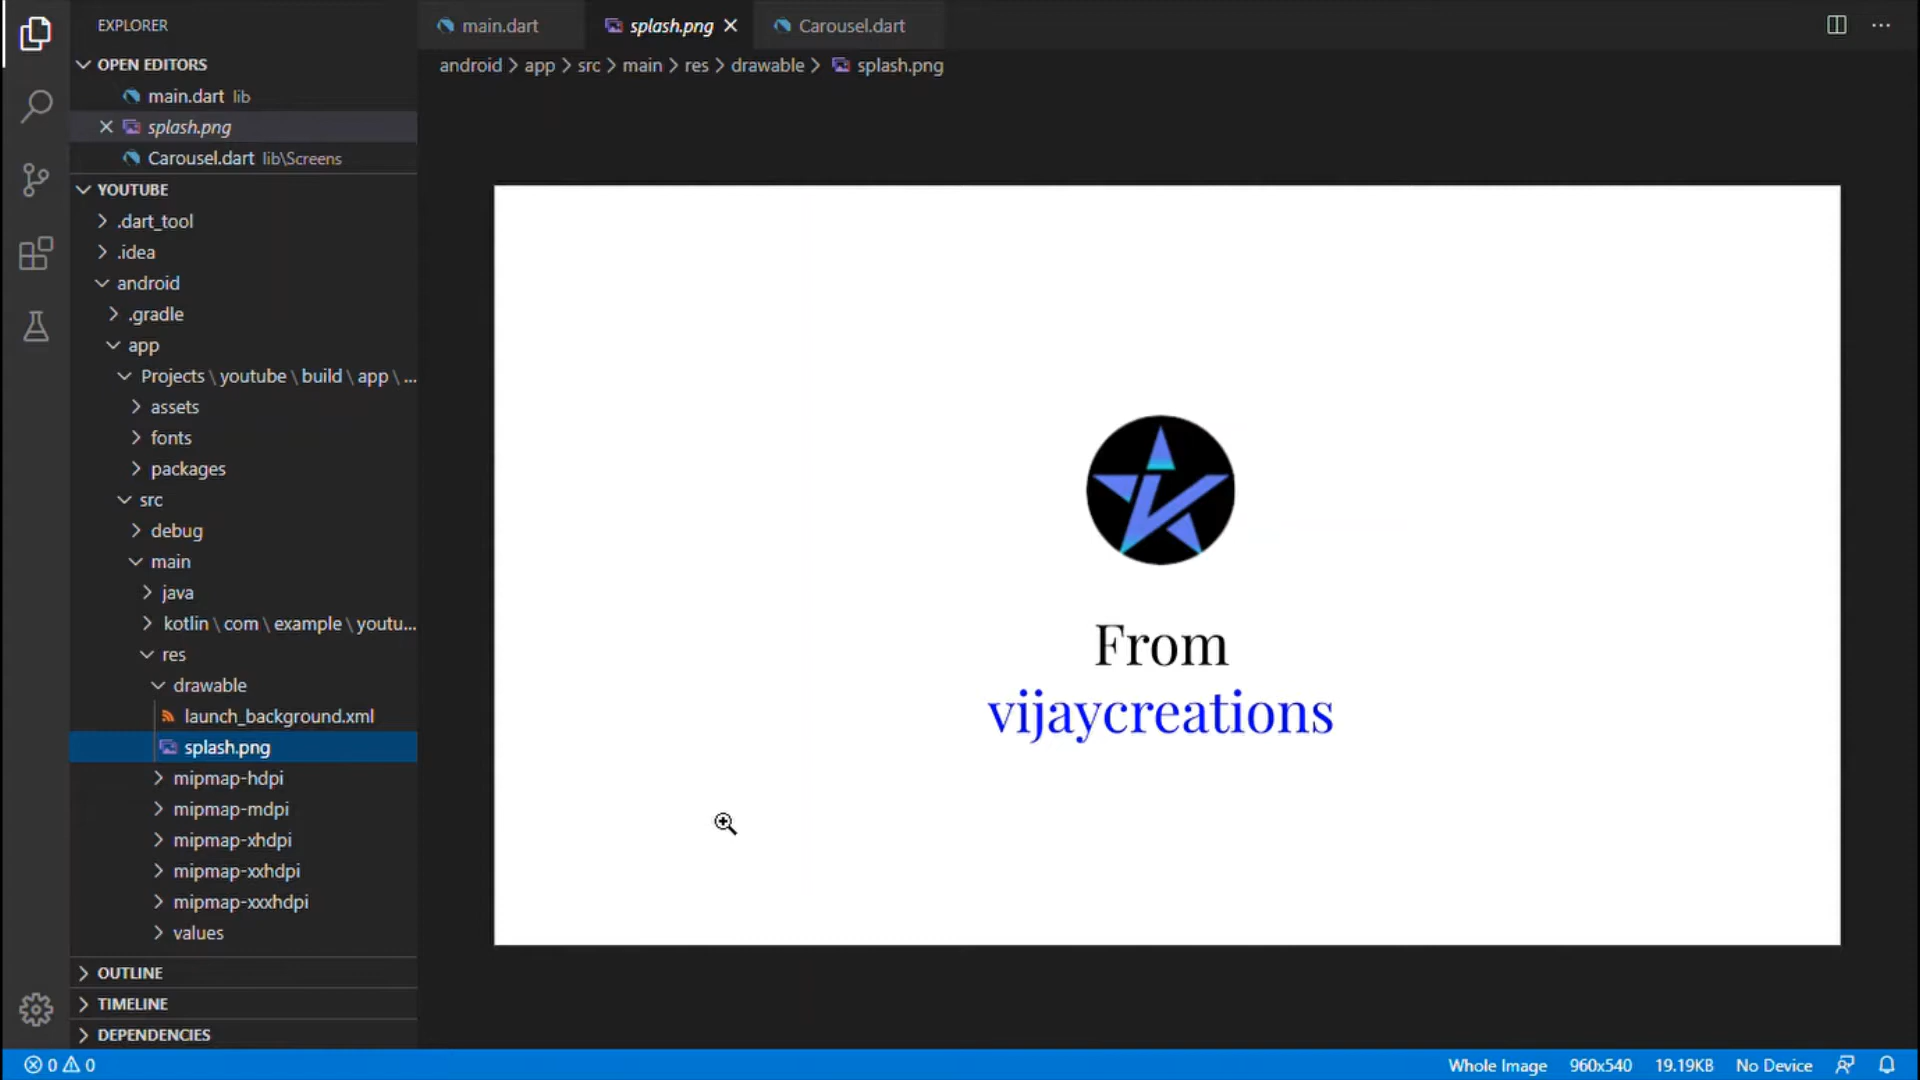 EXPLORER
OPEN EDITORS
main.dart lib
splash.png
Carousel.dart lib\Screens
YOUTUBE
.dart_tool
.idea
android
.gradle
app
Projects \ youtube \ build \ app \ ...
assets
fonts
packages
src
debug
main
java
kotlin \ com \ example \ youtu...
res
drawable
launch_background.xml
splash.png
mipmap-hdpi
mipmap-mdpi
mipmap-xhdpi
mipmap-xxhdpi
mipmap-xxxhdpi
values
OUTLINE
TIMELINE
DEPENDENCIES
main.dart splash.png Carousel.dart
android > app > src > main > res > drawable > splash.png
From
vijaycreations
0 0 Whole Image 960x540 19.19KB No Device